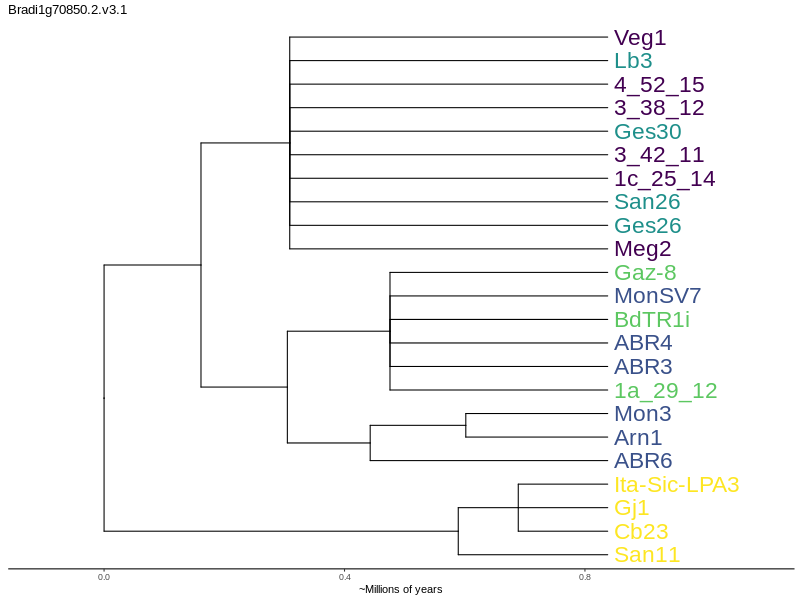 Bradi1g70850.2.v3.1
Veg1
Lb3
4_52_15
3_38_12
Ges30
3_42_11
1c_25_14
San26
Ges26
Meg2
Gaz-8
MonSV7
BdTR1i
ABR4
ABR3
1a_29_12
Mon3
Arn1
ABR6
Ita-Sic-LPA3
Gj1
Cb23
San11
0.0 0.4 0.8
~Millions of years